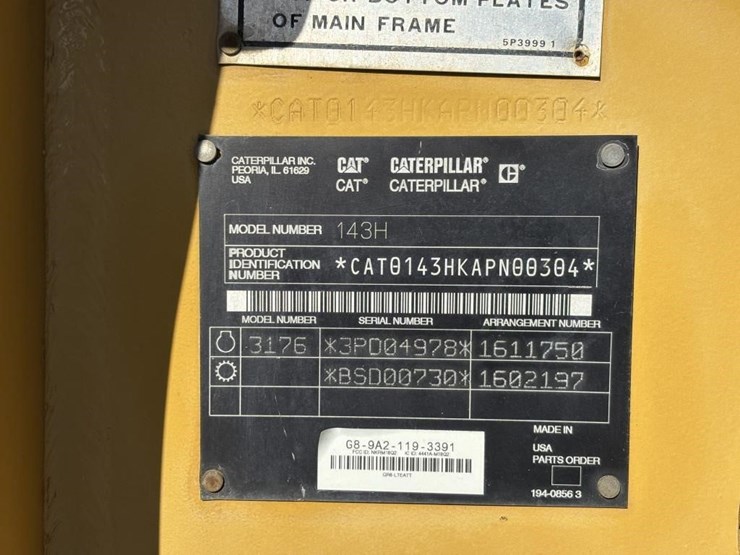 BOTTOM PLATES
OF MAIN FRAME
5P3999 1
*CAT0143HKAPN00304*
CATERPILLAR INC.
PEORIA, IL 61629
USA
CAT® CATERPILLAR® C
CAT® CATERPILLAR®
MODEL NUMBER 143H
PRODUCT
IDENTIFICATION
NUMBER
*CAT0143HKAPN00304*
MODEL NUMBER SERIAL NUMBER ARRANGEMENT NUMBER
3176 *3PD04978* 1611750
*BSD00730* 1602197
G8-9A2-119-3391
MADE IN
USA
PARTS ORDER
194-0856 3